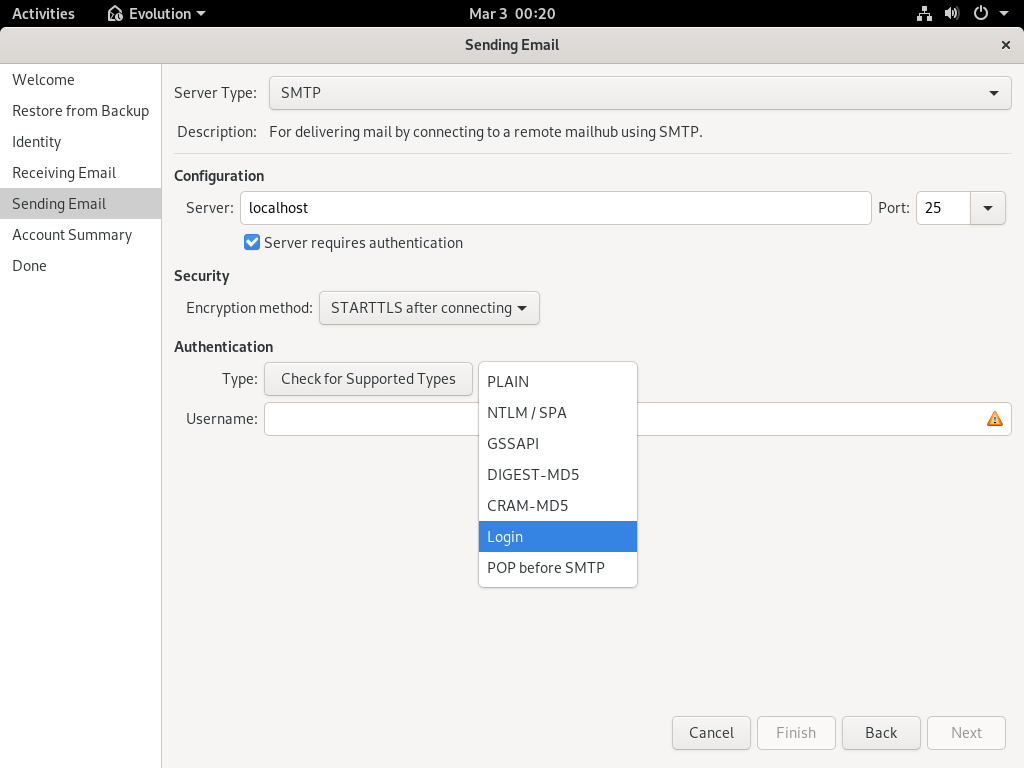 Activities Evolution Mar 3 00:20
Sending Email
Welcome
Restore from Backup
Identity
Receiving Email
Sending Email
Account Summary
Done
Server Type: SMTP
Description: For delivering mail by connecting to a remote mailhub using SMTP.
Configuration
Server: localhost Port: 25
Server requires authentication
Security
Encryption method: STARTTLS after connecting
Authentication
Type: Check for Supported Types
Username:
PLAIN
NTLM / SPA
GSSAPI
DIGEST-MD5
CRAM-MD5
Login
POP before SMTP
Cancel Finish Back Next